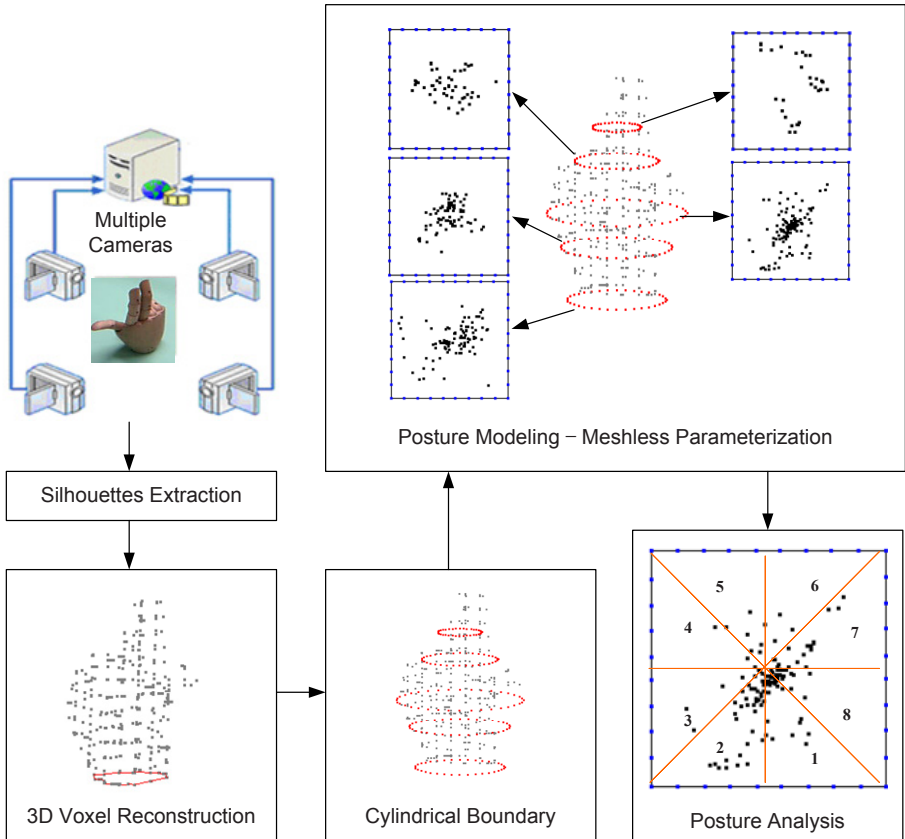 Multiple
Cameras
Silhouettes Extraction
3D Voxel Reconstruction
Cylindrical Boundary
Posture Modeling – Meshless Parameterization
5
6
4
7
3
8
2
1
Posture Analysis